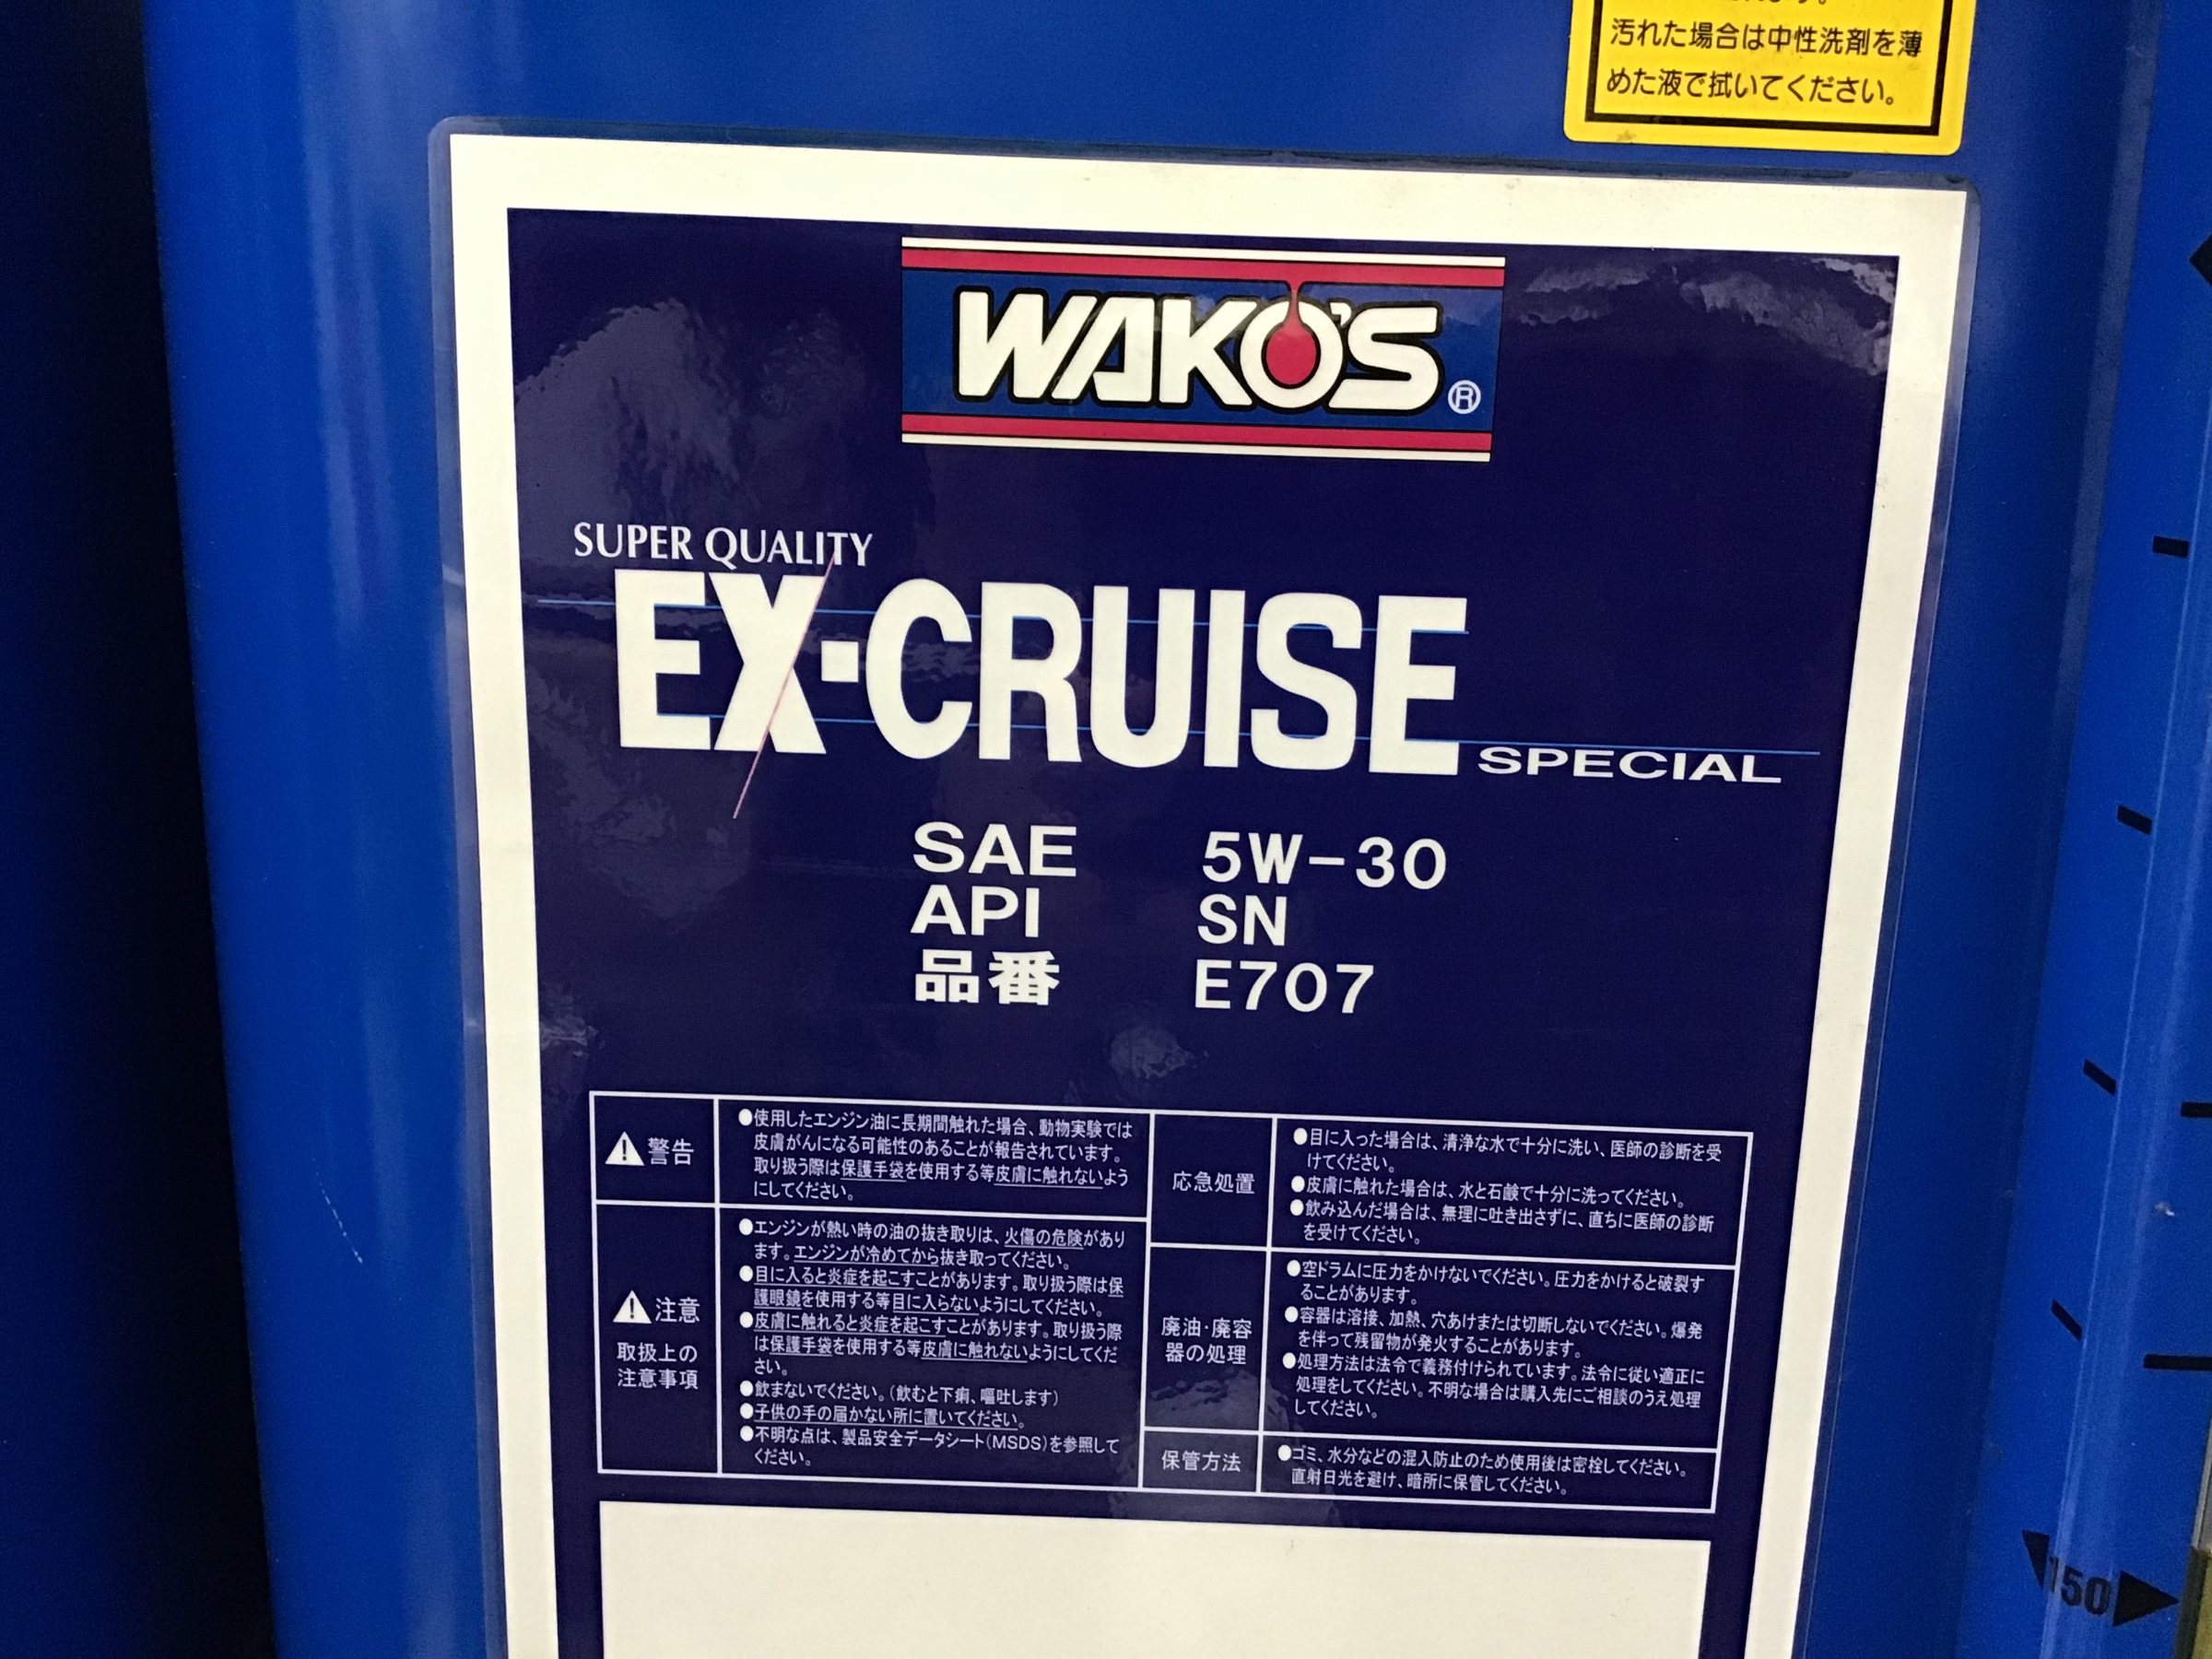 汚れた場合は中性洗剤を薄
めた液で拭いてください。
WAKO'S®
SUPER QUALITY
EX・CRUISE SPECIAL
SAE 5W-30
API SN
品番 E707
警告
●使用したエンジン油に長期間触れた場合、動物実験では
皮膚がんになる可能性のあることが報告されています。
取り扱う際は保護手袋を使用する等皮膚に触れないよう
にしてください。
注意
取扱上の
注意事項
●エンジンが熱い時の油の抜き取りは、火傷の危険があり
ます。エンジンが冷めてから抜き取ってください。
●目に入ると炎症を起こすことがあります。取り扱う際は保
護眼鏡を使用する等目に入らないようにしてください。
●皮膚に触れると炎症を起こすことがあります。取り扱う際
は保護手袋を使用する等皮膚に触れないようにしてくだ
さい。
●飲まないでください。(飲むと下痢、嘔吐します)
●子供の手の届かない所に置いてください。
●不明な点は、製品安全データシート(MSDS)を参照して
ください。
応急処置
●目に入った場合は、清浄な水で十分に洗い、医師の診断を受
けてください。
●皮膚に触れた場合は、水と石鹸で十分に洗ってください。
●飲み込んだ場合は、無理に吐き出さずに、直ちに医師の診断
を受けてください。
廃油・廃容
器の処理
●空ドラムに圧力をかけないでください。圧力をかけると破裂す
ることがあります。
●容器は溶接、加熱、穴あけまたは切断しないでください。爆発
を伴って残留物が発火することがあります。
●処理方法は法令で義務付けられています。法令に従い適正に
処理をしてください。不明な場合は購入先にご相談のうえ処理
してください。
保管方法
●ゴミ、水分などの混入防止のため使用後は密栓してください。
直射日光を避け、暗所に保管してください。
150